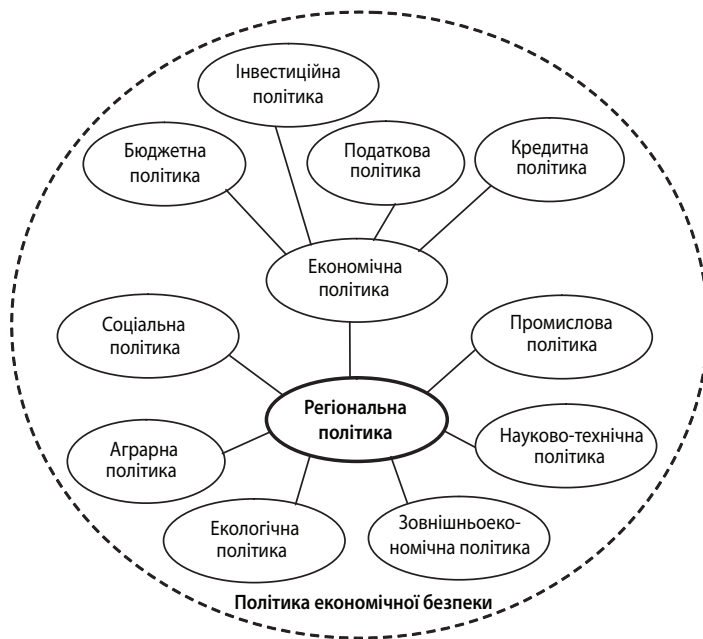 Інвестиційна
політика
Бюджетна
політика
Податкова
політика
Кредитна
політика
Економічна
політика
Соціальна
політика
Промислова
політика
Регіональна
політика
Аграрна
політика
Науково-технічна
політика
Екологічна
політика
Зовнішньоеко-
номічна політика
Політика економічної безпеки